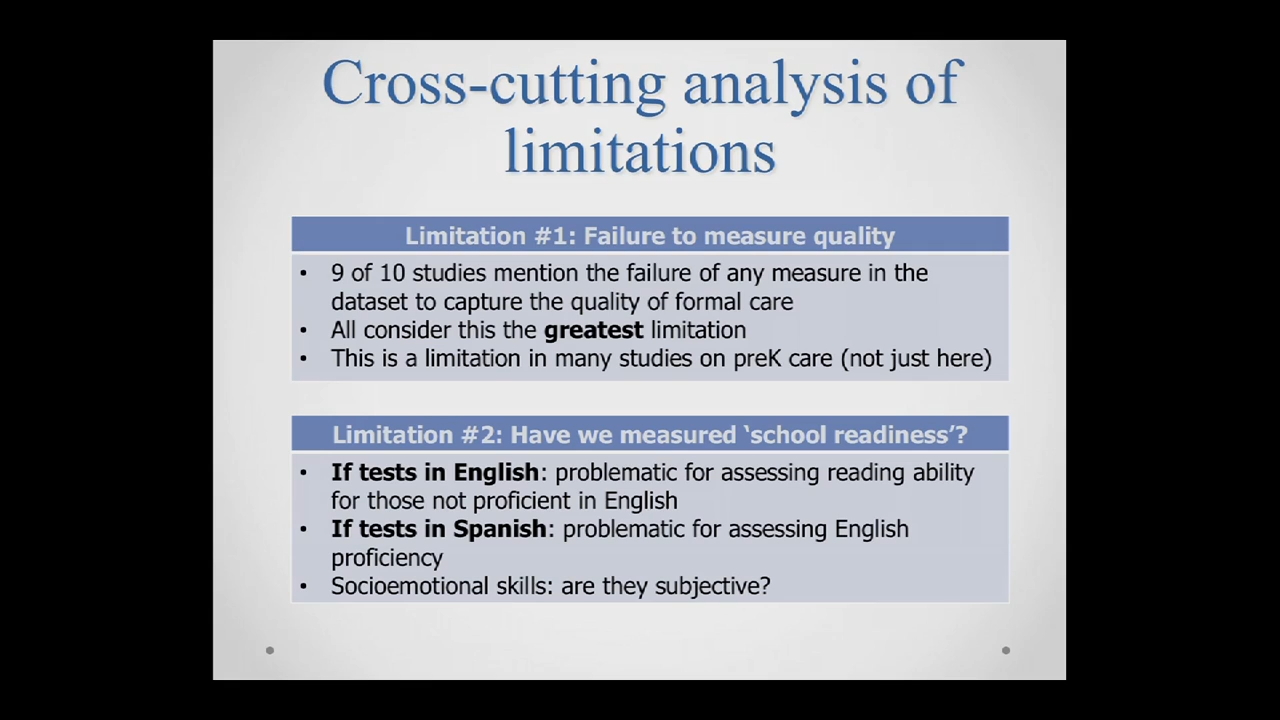 Cross-cutting analysis of
limitations
Limitation #1: Failure to measure quality
• 9 of 10 studies mention the failure of any measure in the
dataset to capture the quality of formal care
• All consider this the greatest limitation
• This is a limitation in many studies on preK care (not just here)
Limitation #2: Have we measured ‘school readiness’?
• If tests in English: problematic for assessing reading ability
for those not proficient in English
• If tests in Spanish: problematic for assessing English
proficiency
• Socioemotional skills: are they subjective?